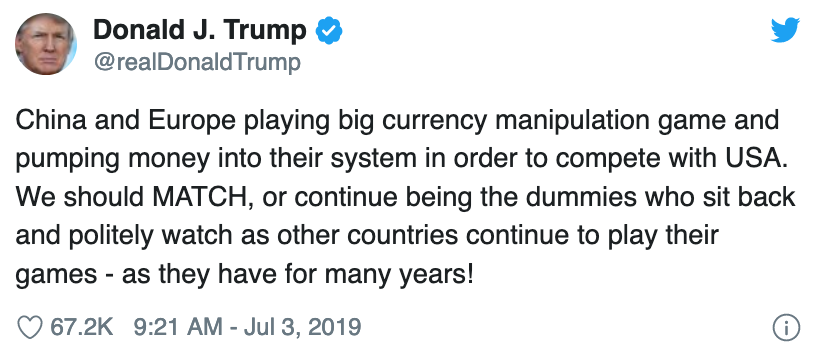 Donald J. Trump
@realDonaldTrump
China and Europe playing big currency manipulation game and
pumping money into their system in order to compete with USA.
We should MATCH, or continue being the dummies who sit back
and politely watch as other countries continue to play their
games - as they have for many years!
67.2K 9:21 AM - Jul 3, 2019